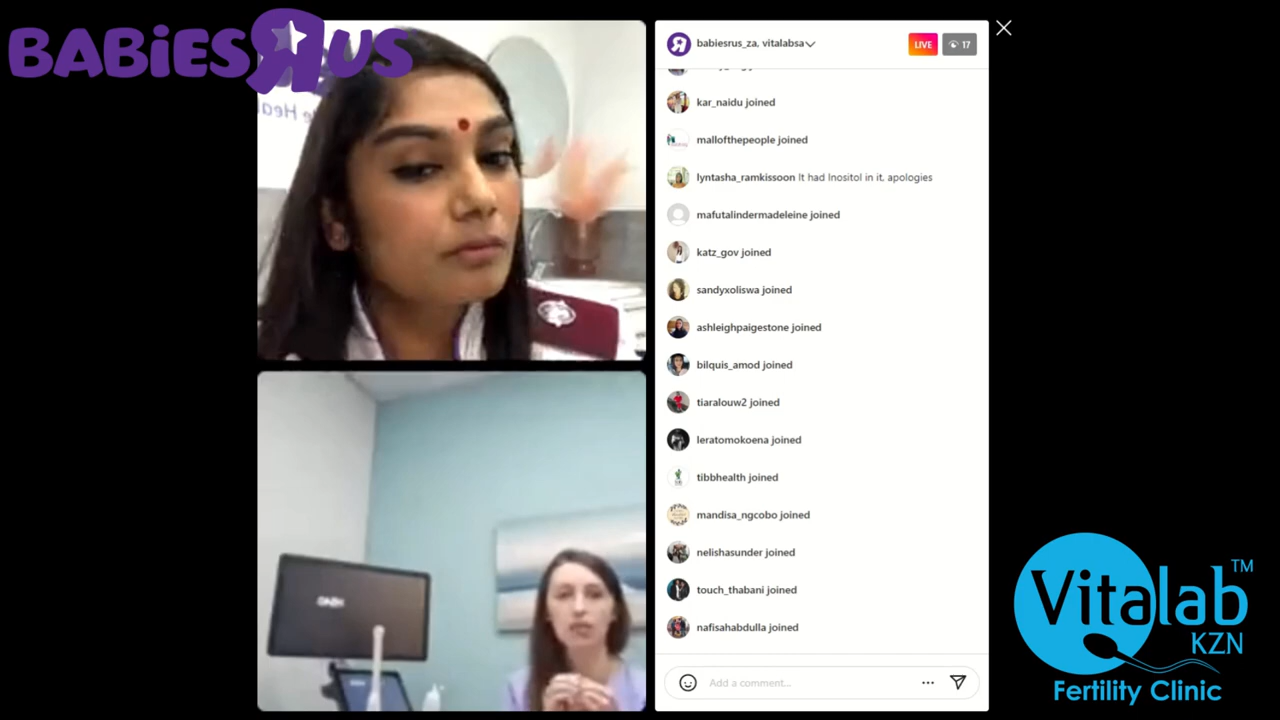 BABIES R US
babiesrus_za, vitalabsa
LIVE
17
kar_naidu joined
mallofthepeople joined
lyntasha_ramkissoon It had Inositol in it, apologies
mafutalindermadeleine joined
katz_gov joined
sandyxoliswa joined
ashleighpaigestone joined
bilquis_amod joined
tiaralouw2 joined
leratomokoena joined
tibbhealth joined
mandisa_ngcobo joined
nelishasunder joined
touch_thabani joined
nafisahabdulla joined
Add a comment...
Vitalab™
KZN
Fertility Clinic